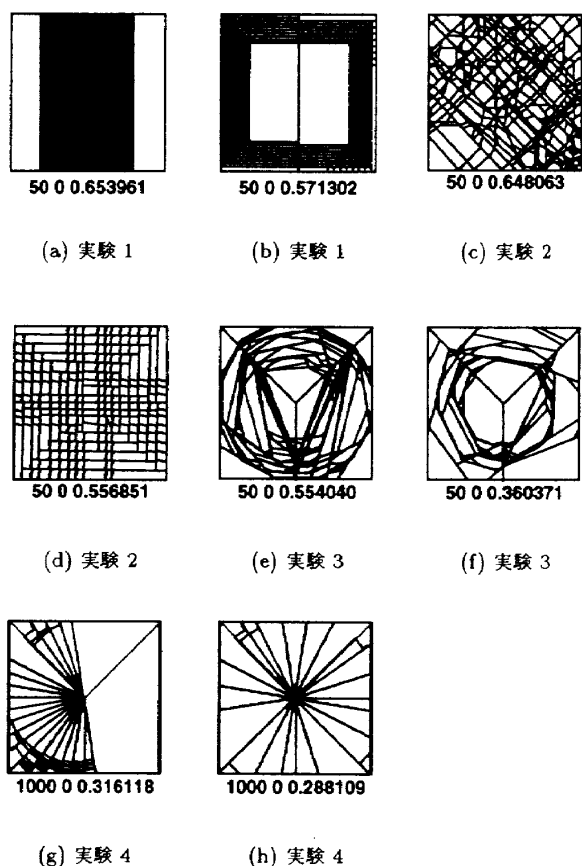 50 0 0.653961
50 0 0.571302
50 0 0.648063
(a) 実験 1
(b) 実験 1
(c) 実験 2
50 0 0.556851
50 0 0.554040
50 0 0.360371
(d) 実験 2
(e) 実験 3
(f) 実験 3
1000 0 0.316118
1000 0 0.288109
(g) 実験 4
(h) 実験 4